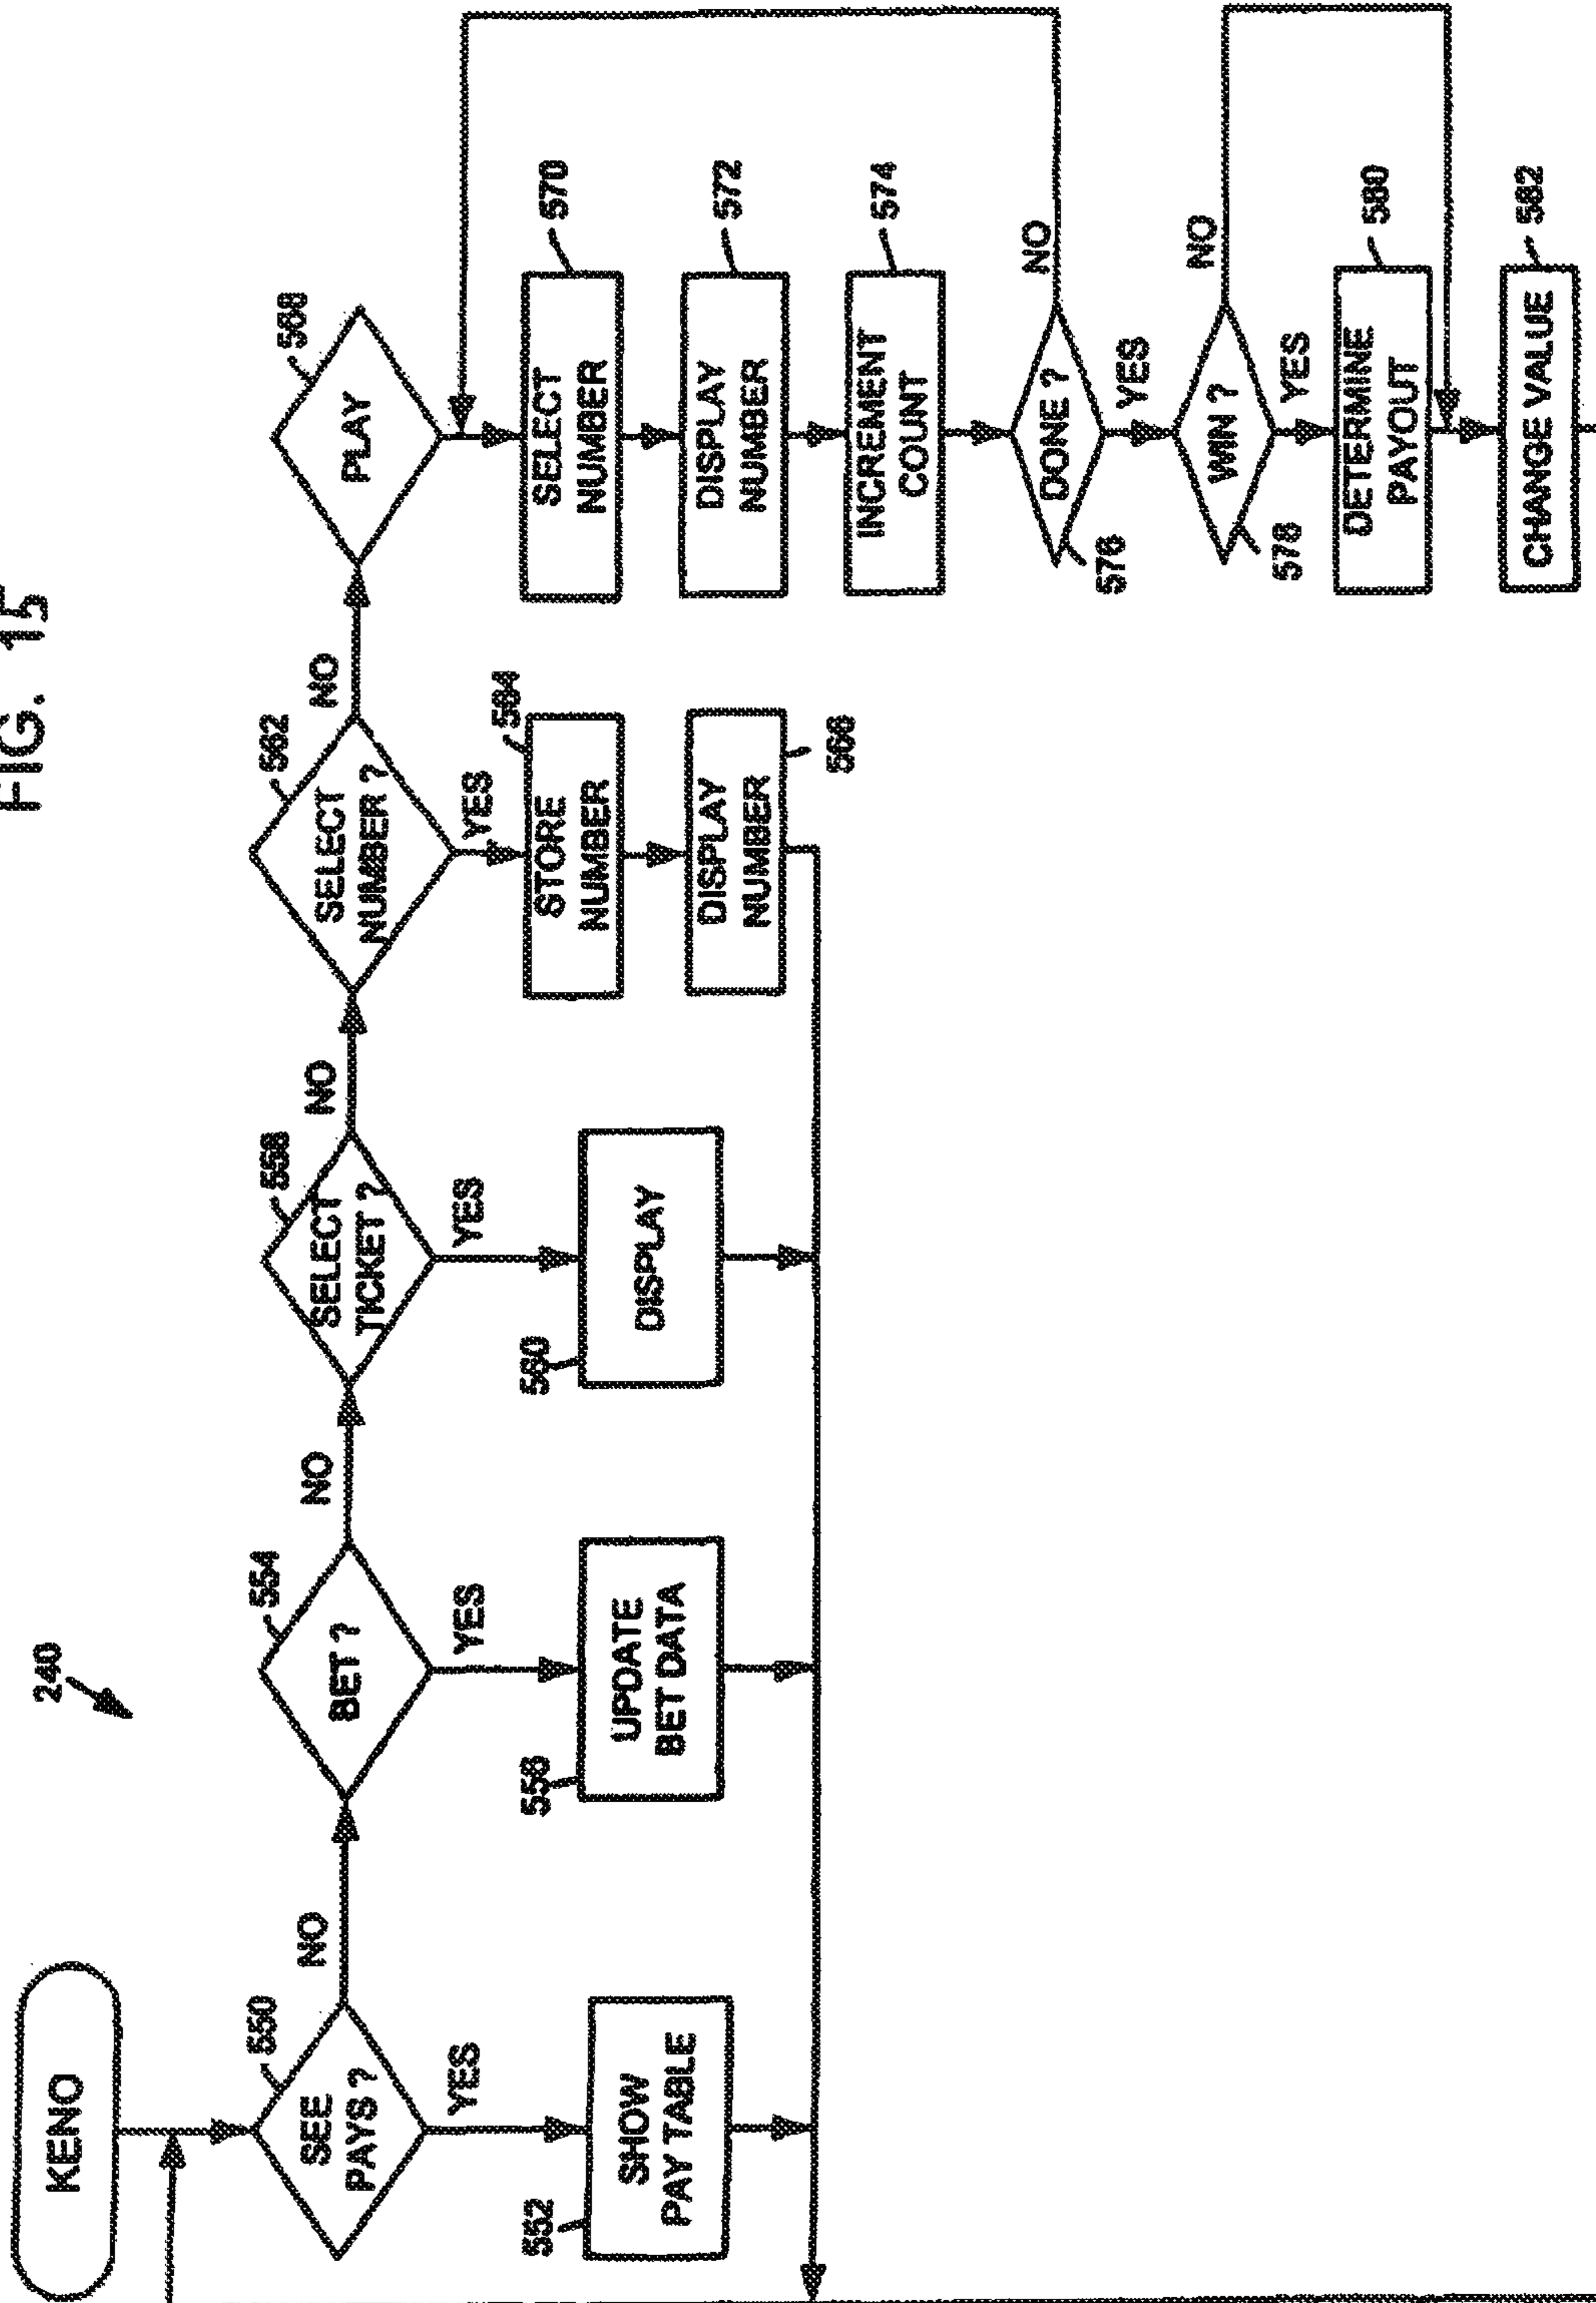 FIG. 15
240
KENO
550
SEE
PAYS ?
NO
YES
552
SHOW
PAY TABLE
554
BET ?
NO
YES
556
UPDATE
BET DATA
558
SELECT
TICKET ?
NO
YES
560
DISPLAY
562
SELECT
NUMBER ?
NO
YES
564
STORE
NUMBER
DISPLAY
NUMBER
566
568
PLAY
570
SELECT
NUMBER
572
DISPLAY
NUMBER
574
INCREMENT
COUNT
DONE ?
NO
YES
576
WIN ?
NO
YES
578
DETERMINE
PAYOUT
580
CHANGE VALUE
582